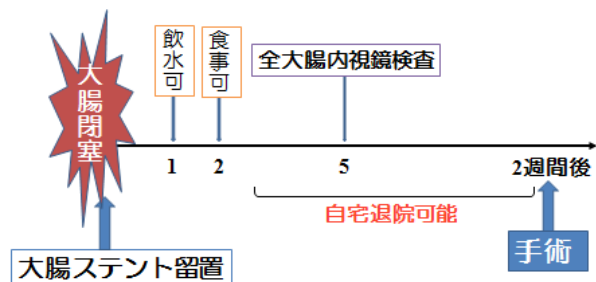 大腸閉塞
飲水可
食事可
全大腸内視鏡検査
1
2
5
2週間後
自宅退院可能
大腸ステント留置
手術